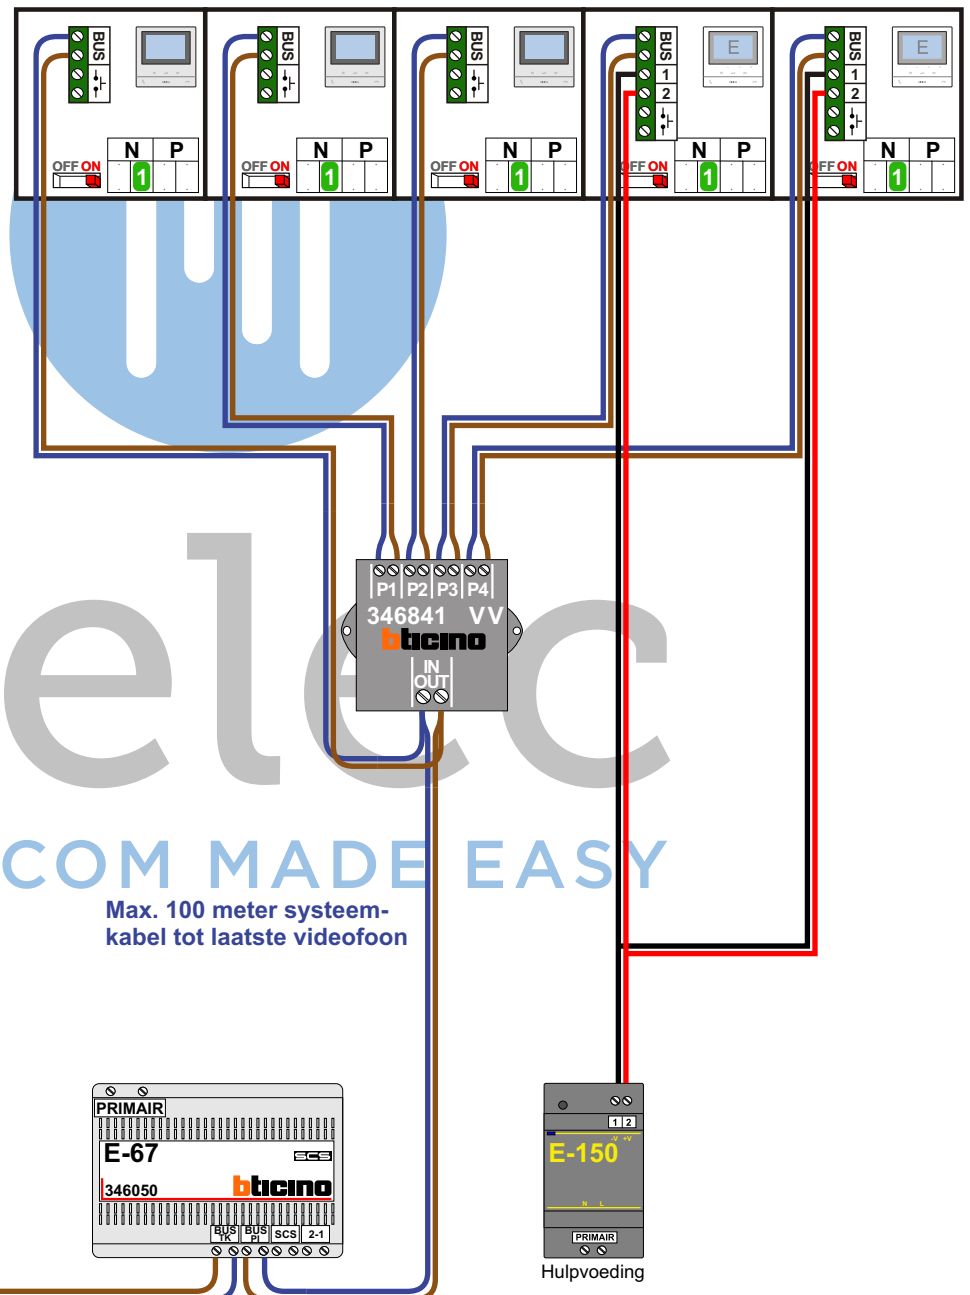 BUS
BUS
BUS
BUS
1
2
E
BUS
1
2
E
OFF ON
N P
1
OFF ON
N P
1
OFF ON
N P
1
OFF ON
N P
1
OFF ON
N P
1
P1 P2 P3 P4
346841 VV
bticino
IN
OUT
elec
COM MADE EASY
Max. 100 meter systeem-
kabel tot laatste videofoon
PRIMAIR
E-67
SCS
346050
bticino
BUS
TK
BUS
PI
SCS
2-1
1 2
-V +V
E-150
N L
PRIMAIR
Hulpvoeding